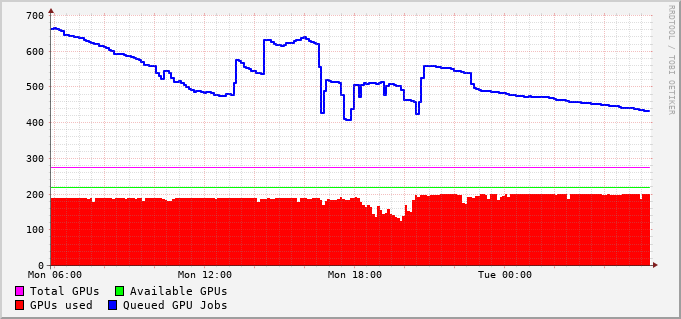 700
600
500
400
300
200
100
0
Mon 06:00 Mon 12:00 Mon 18:00 Tue 00:00
Total GPUs Available GPUs
GPUs used Queued GPU Jobs
RRDTOOL / TOBI OETIKER